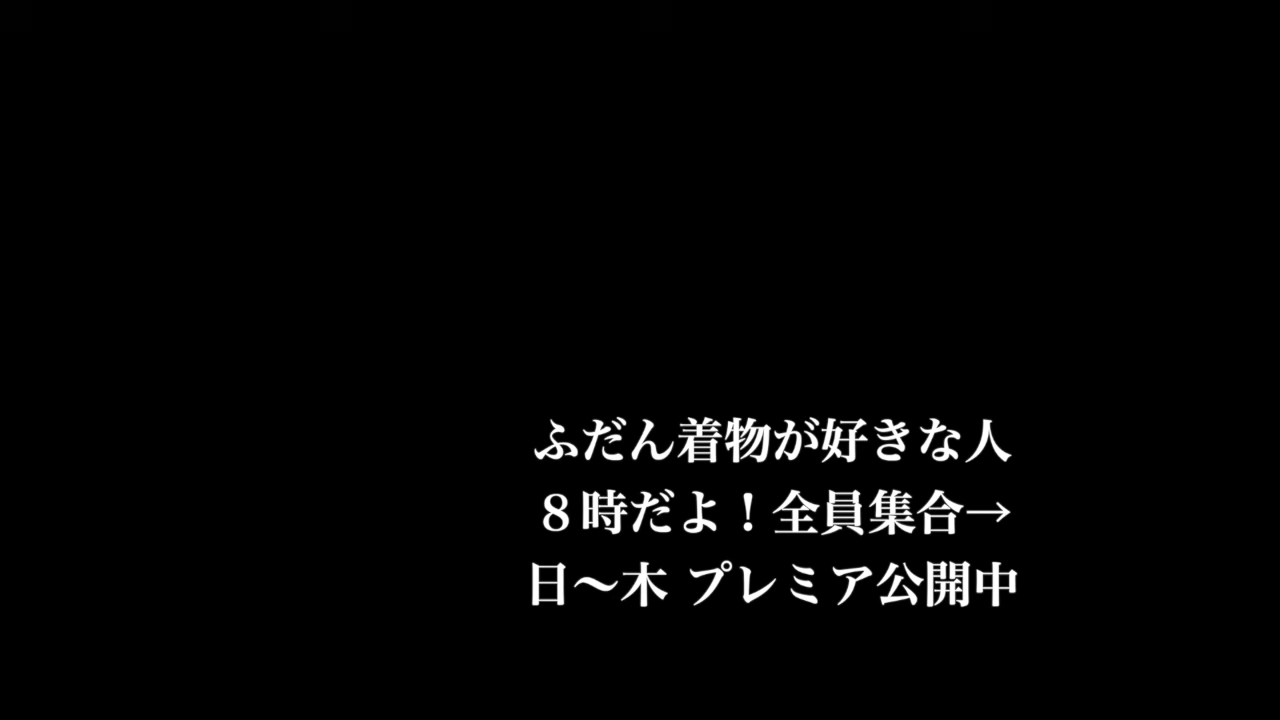 ふだん着物が好きな人
８時だよ！全員集合→
日〜木 プレミア公開中